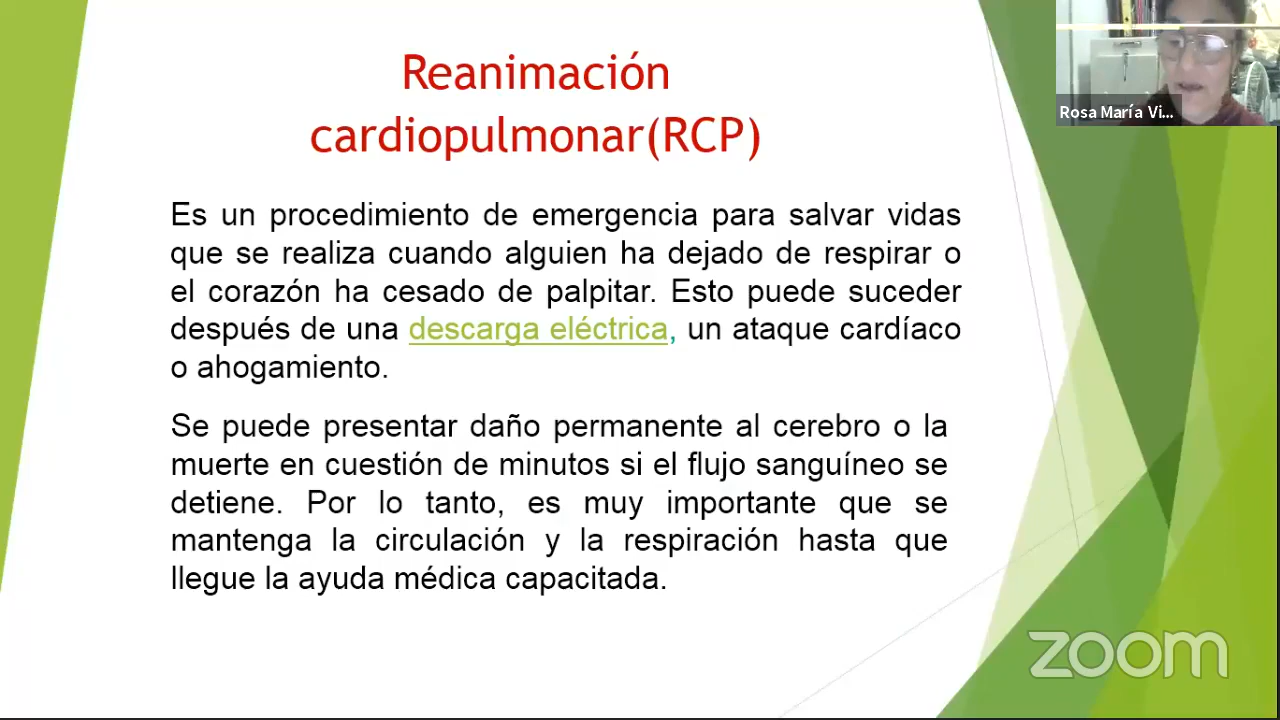 Reanimación
cardiopulmonar(RCP)
Es un procedimiento de emergencia para salvar vidas
que se realiza cuando alguien ha dejado de respirar o
el corazón ha cesado de palpitar. Esto puede suceder
después de una descarga eléctrica, un ataque cardíaco
o ahogamiento.
Se puede presentar daño permanente al cerebro o la
muerte en cuestión de minutos si el flujo sanguíneo se
detiene. Por lo tanto, es muy importante que se
mantenga la circulación y la respiración hasta que
llegue la ayuda médica capacitada.
Rosa María Vi...
zoom